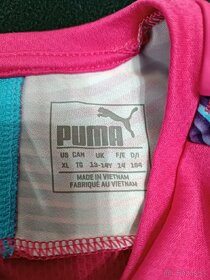 PUMA
US CAN UK F/E D/I
XL TG 13-14Y 14 164
MADE IN VIETNAM
FABRIQUÉ AU VIETNAM